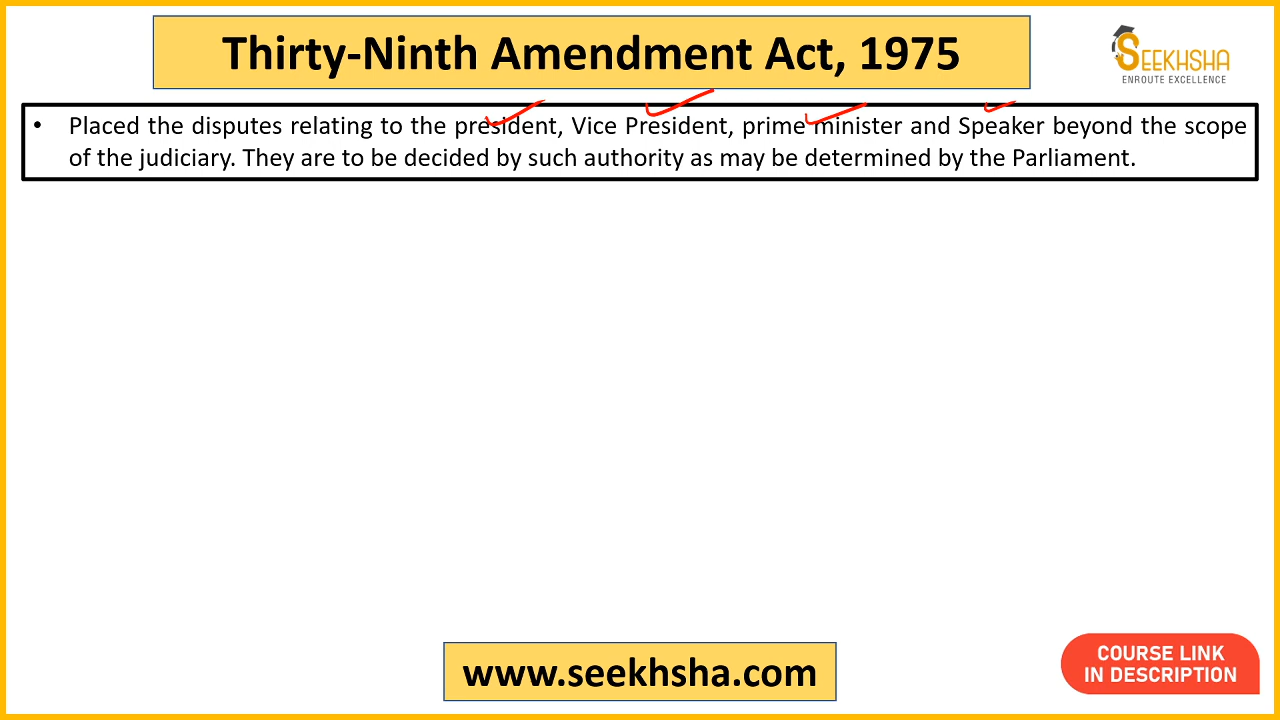 Thirty-Ninth Amendment Act, 1975
SEEKHSHA
ENROUTE EXCELLENCE
• Placed the disputes relating to the president, Vice President, prime minister and Speaker beyond the scope
of the judiciary. They are to be decided by such authority as may be determined by the Parliament.
www.seekhsha.com
COURSE LINK
IN DESCRIPTION